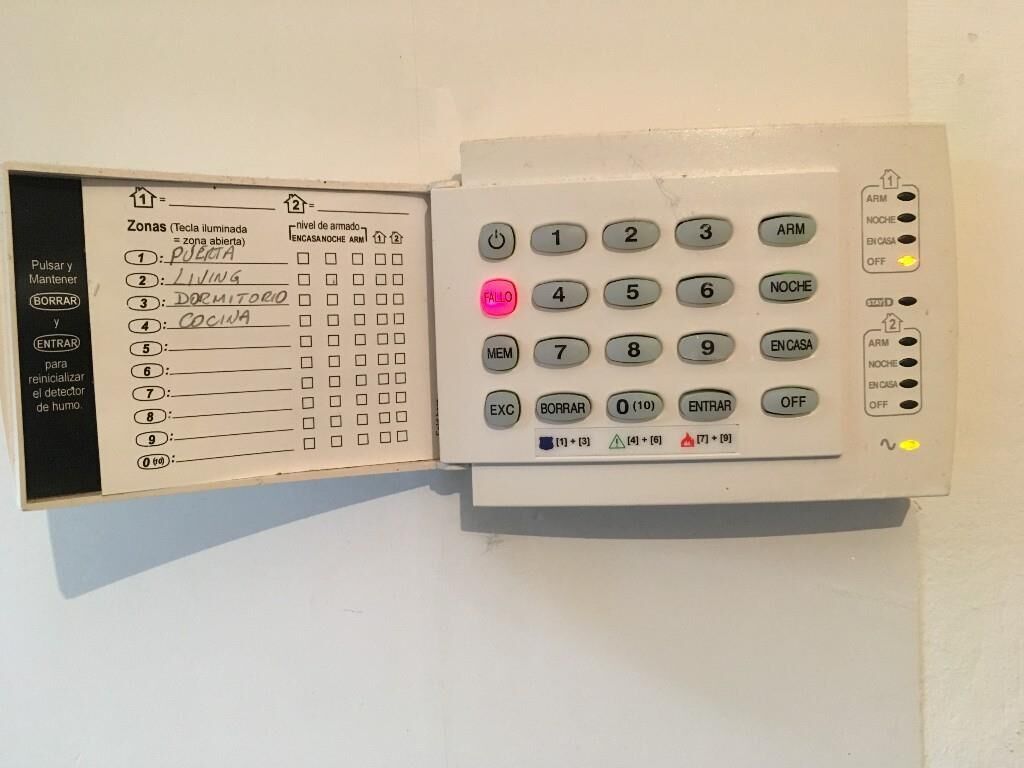 Pulsar y
Mantener
BORRAR
y
ENTRAR
para
reinicializar
el detector
de humo.
1 = 2 =
Zonas (Tecla iluminada
= zona abierta)
nivel de armado
EN CASA NOCHE ARM 1 2
1 : PUERTA
2 : LIVING
3 : DORMITORIO
4 : COCINA
5 :
6 :
7 :
8 :
9 :
0 (10) :
1 2 3 ARM
FALLO 4 5 6 NOCHE
MEM 7 8 9 EN CASA
EXC BORRAR 0 (10) ENTRAR OFF
[1] + [3] [4] + [6] [7] + [9]
1
ARM
NOCHE
EN CASA
OFF
STAY D
2
ARM
NOCHE
EN CASA
OFF